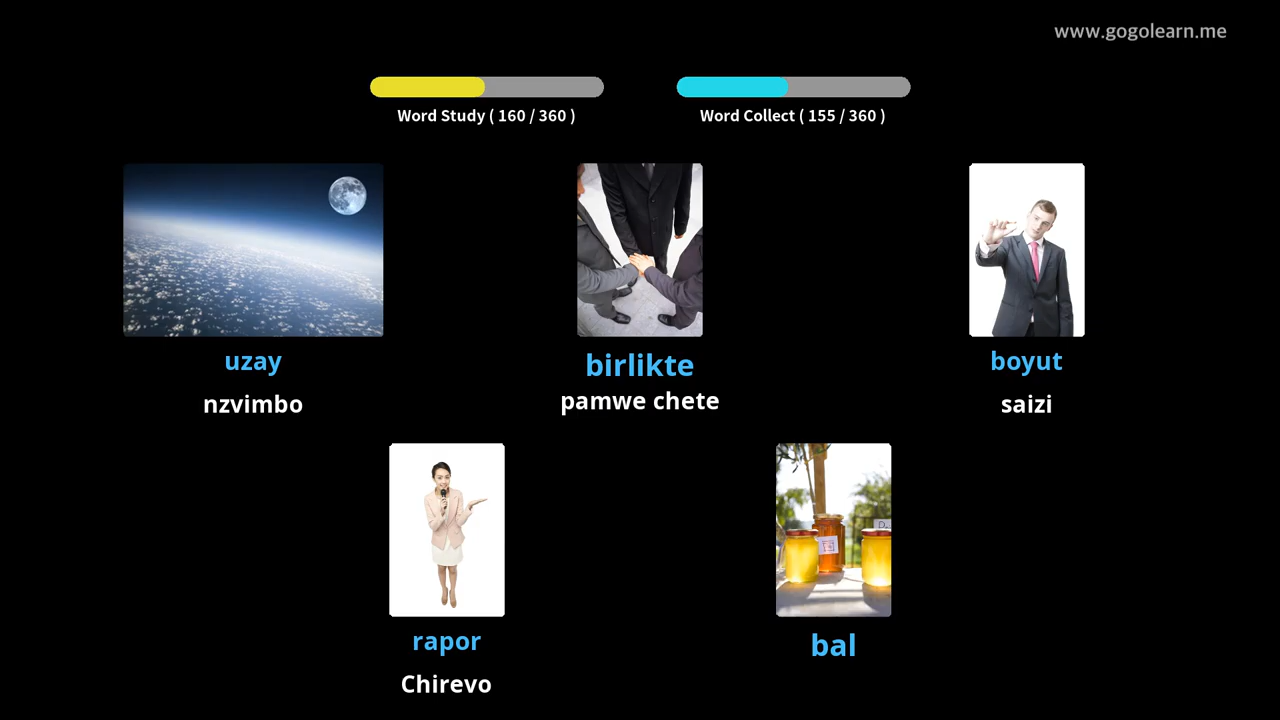 www.gogolearn.me
Word Study ( 160 / 360 )
Word Collect ( 155 / 360 )
uzay
nzvimbo
birlikte
pamwe chete
boyut
saizi
rapor
Chirevo
bal